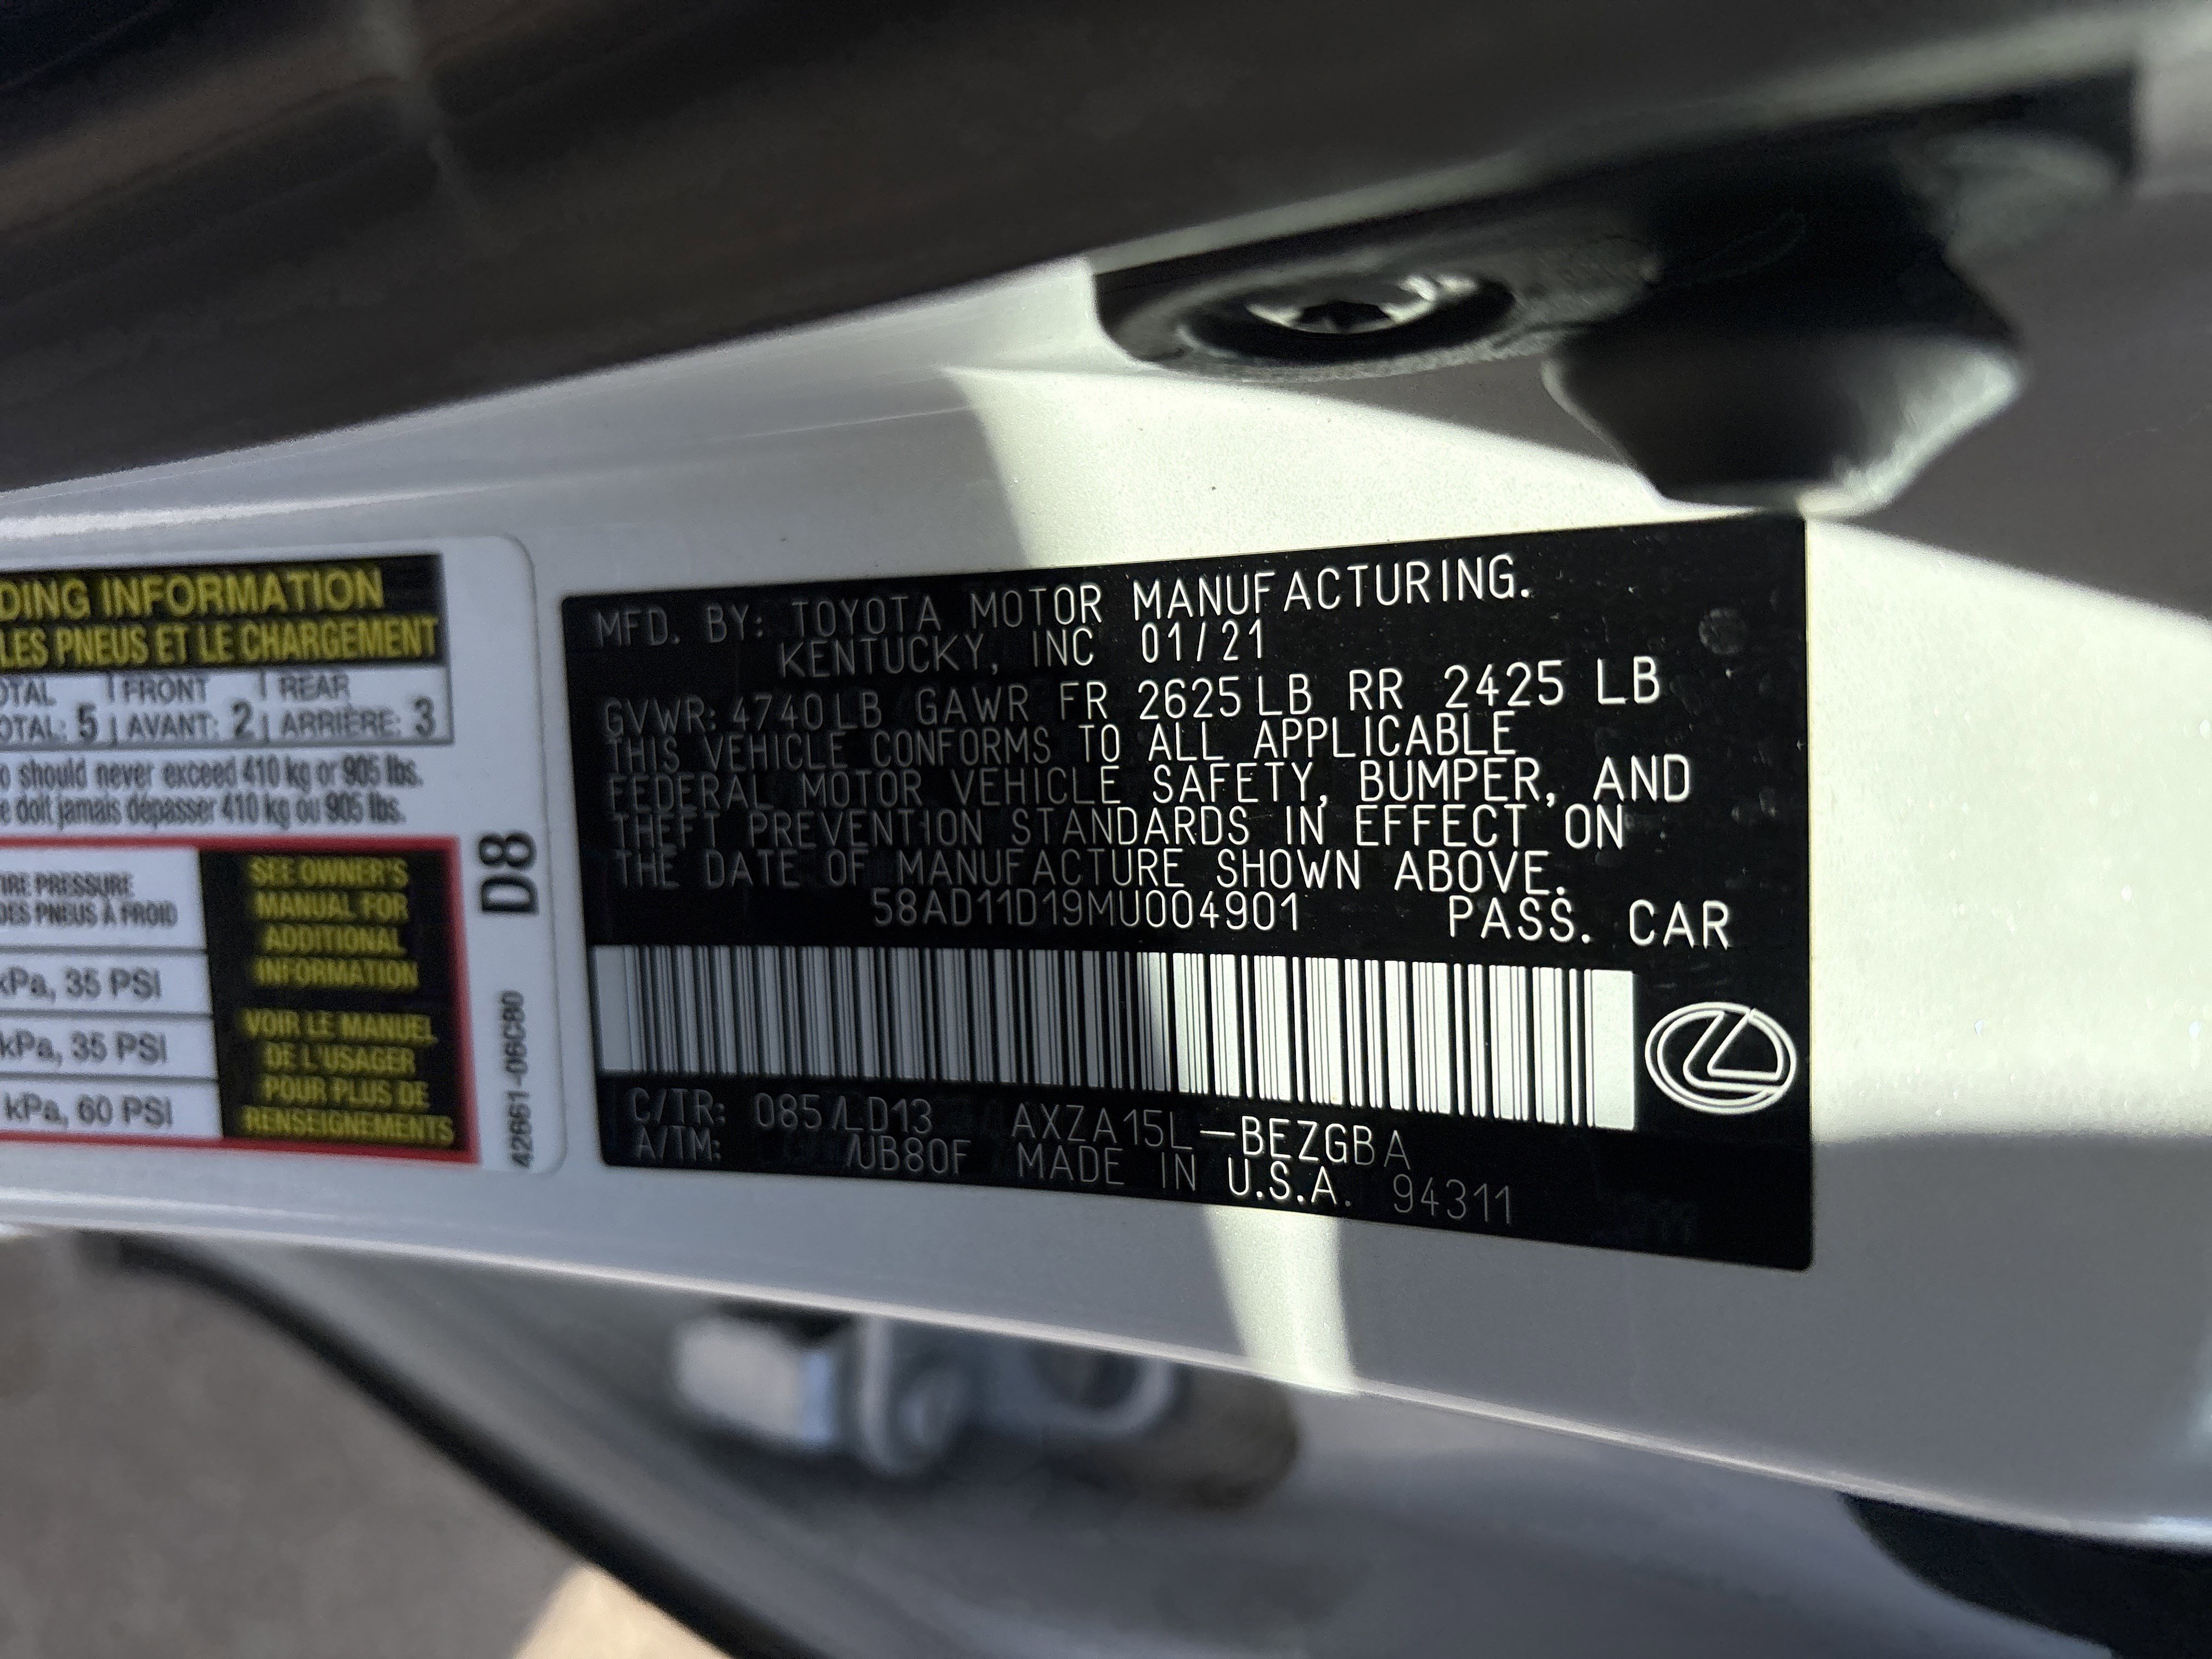 DING INFORMATION
LES PNEUS ET LE CHARGEMENT
OTAL FRONT REAR
OTAL: 5 AVANT: 2 ARRIÈRE: 3
o should never exceed 410 kg or 905 lbs.
e doit jamais dépasser 410 kg ou 905 lbs.
IRE PRESSURE
DES PNEUS À FROID
kPa, 35 PSI
kPa, 35 PSI
kPa, 60 PSI
SEE OWNER'S
MANUAL FOR
ADDITIONAL
INFORMATION
VOIR LE MANUEL
DE L'USAGER
POUR PLUS DE
RENSEIGNEMENTS
D8
42661-06C80
MFD. BY: TOYOTA MOTOR MANUFACTURING.
KENTUCKY, INC 01/21
GVWR: 4740LB GAWR FR 2625LB RR 2425 LB
THIS VEHICLE CONFORMS TO ALL APPLICABLE
FEDERAL MOTOR VEHICLE SAFETY, BUMPER, AND
THEFT PREVENTION STANDARDS IN EFFECT ON
THE DATE OF MANUFACTURE SHOWN ABOVE.
58AD11D19MU004901 PASS. CAR
C/TR: 085/LD13 AXZA15L-BEZGBA
A/TM: /UB80F MADE IN U.S.A. 94311